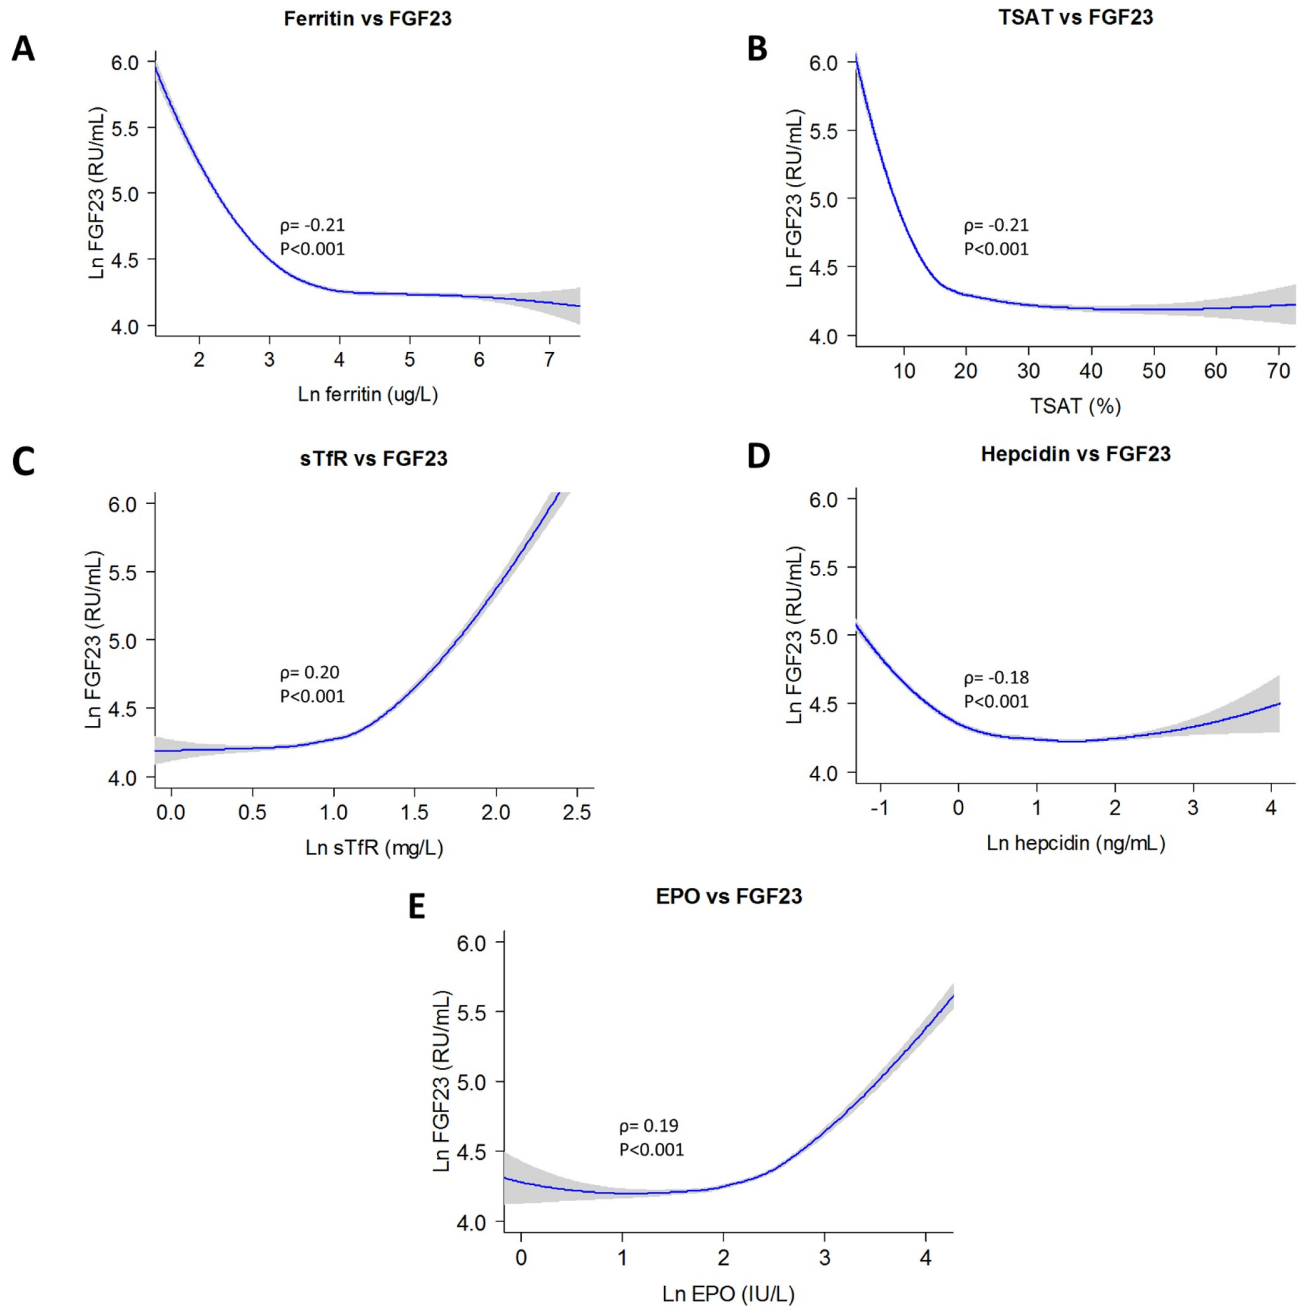 A
Ferritin vs FGF23
Ln FGF23 (RU/mL)
6.0
5.5
5.0
4.5
4.0
ρ= -0.21
P<0.001
2 3 4 5 6 7
Ln ferritin (ug/L)
B
TSAT vs FGF23
Ln FGF23 (RU/mL)
6.0
5.5
5.0
4.5
4.0
ρ= -0.21
P<0.001
10 20 30 40 50 60 70
TSAT (%)
C
sTfR vs FGF23
Ln FGF23 (RU/mL)
6.0
5.5
5.0
4.5
4.0
ρ= 0.20
P<0.001
0.0 0.5 1.0 1.5 2.0 2.5
Ln sTfR (mg/L)
D
Hepcidin vs FGF23
Ln FGF23 (RU/mL)
6.0
5.5
5.0
4.5
4.0
ρ= -0.18
P<0.001
-1 0 1 2 3 4
Ln hepcidin (ng/mL)
E
EPO vs FGF23
Ln FGF23 (RU/mL)
6.0
5.5
5.0
4.5
4.0
ρ= 0.19
P<0.001
0 1 2 3 4
Ln EPO (IU/L)